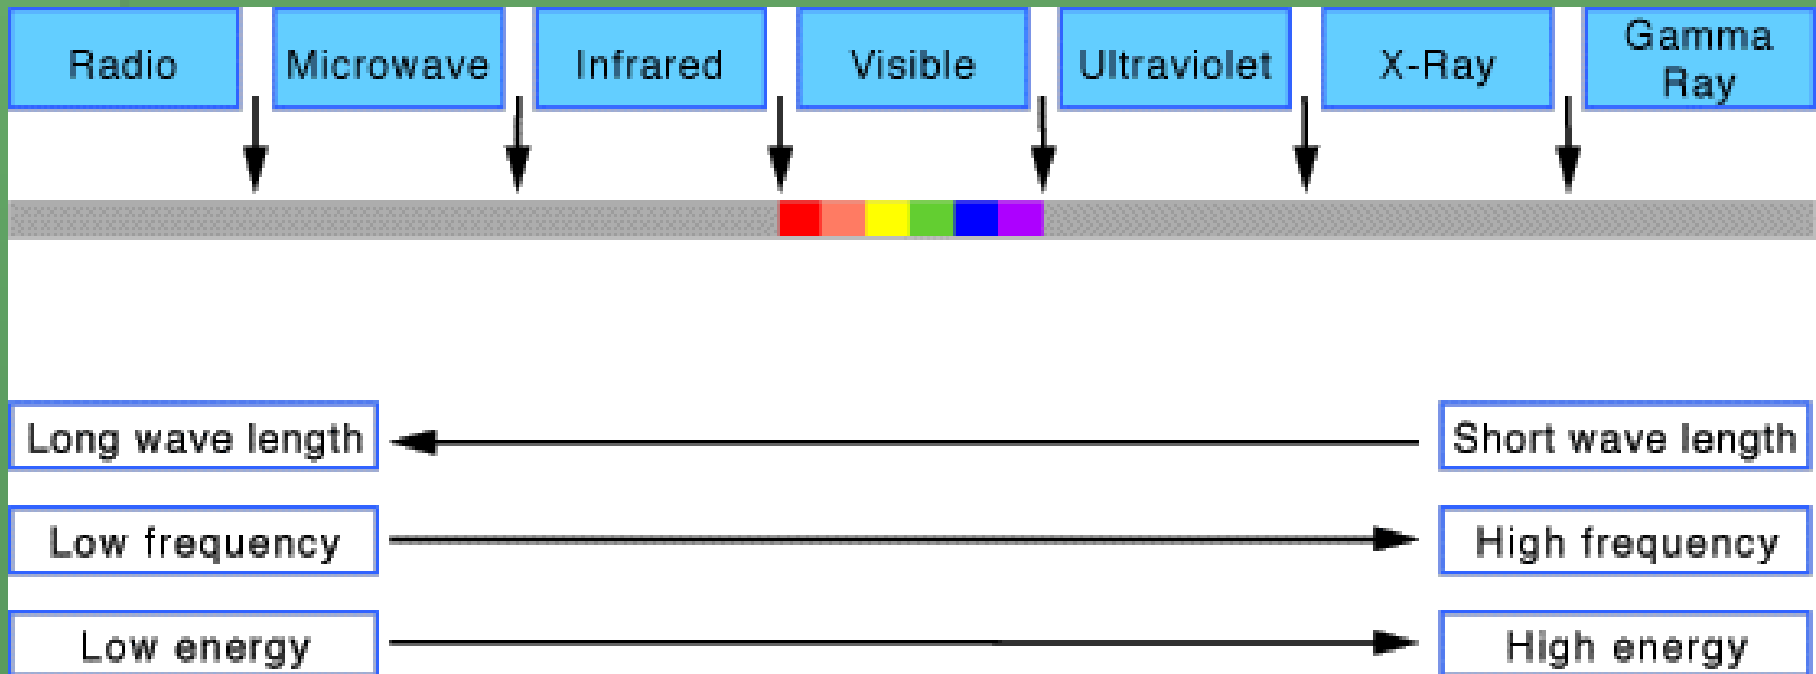 Radio
Microwave
Infrared
Visible
Ultraviolet
X-Ray
Gamma
Ray
Long wave length
Short wave length
Low frequency
High frequency
Low energy
High energy